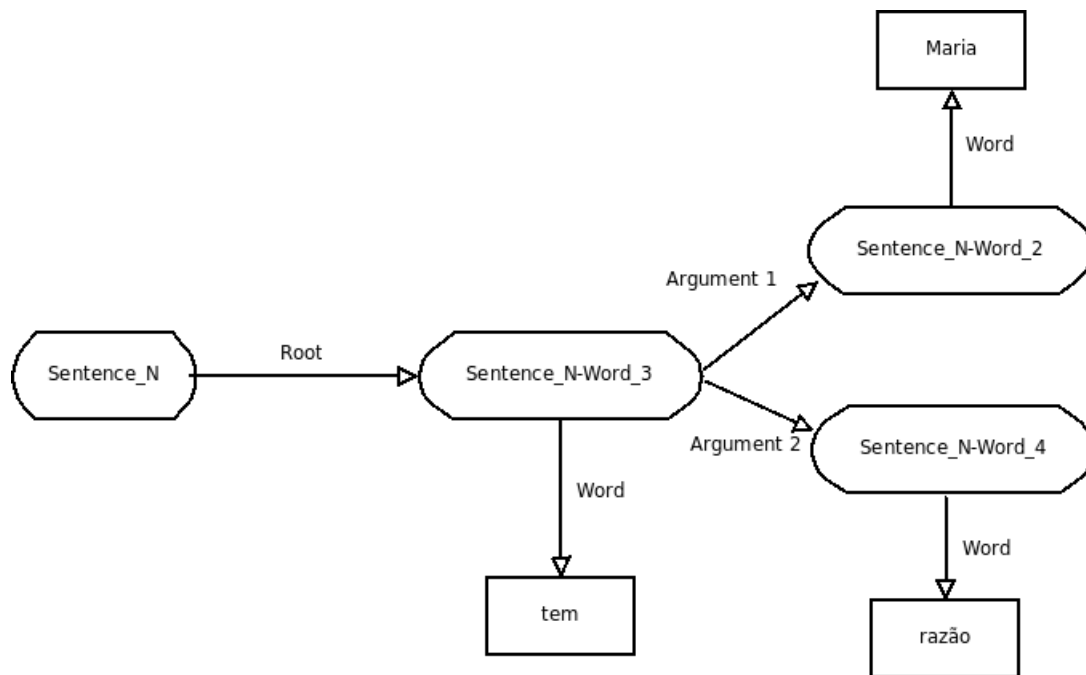 Maria
Word
Sentence_N-Word_2
Argument 1
Root
Sentence_N
Sentence_N-Word_3
Argument 2
Sentence_N-Word_4
Word
Word
tem
razão